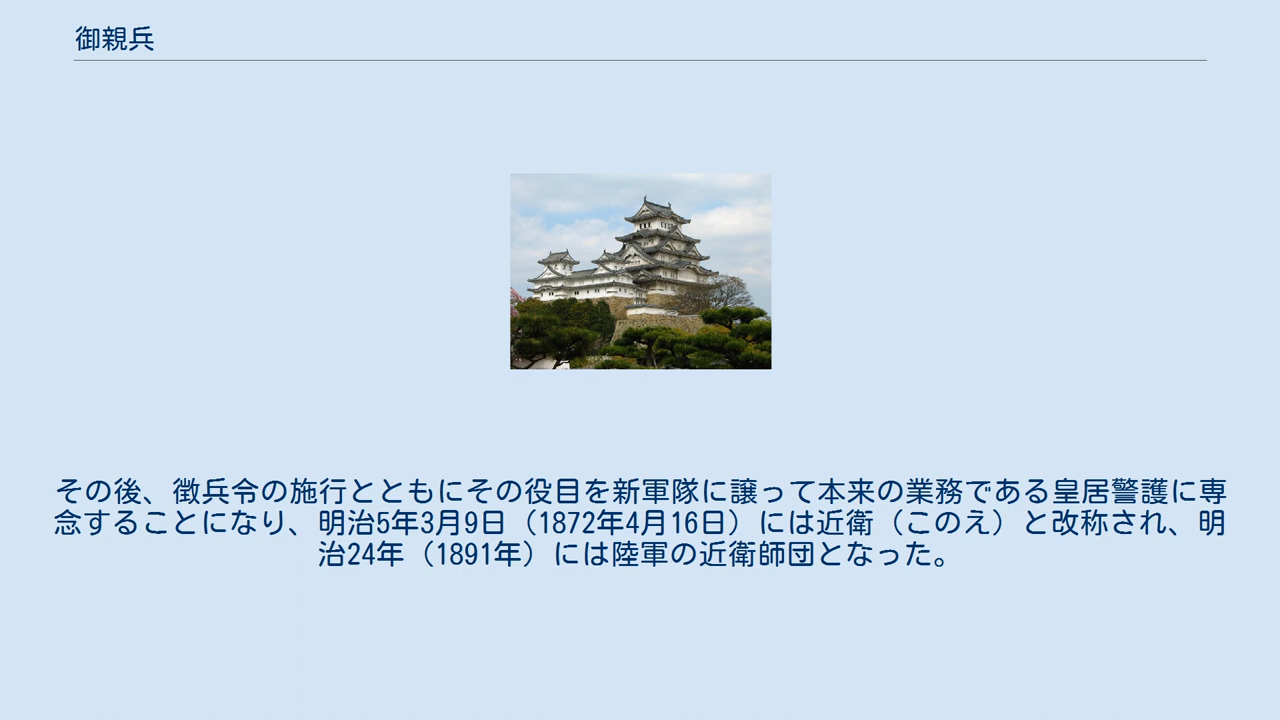 御親兵
その後、徴兵令の施行とともにその役目を新軍隊に譲って本来の業務である皇居警護に専
念することになり、明治5年3月9日（1872年4月16日）には近衛（このえ）と改称され、明
治24年（1891年）には陸軍の近衛師団となった。